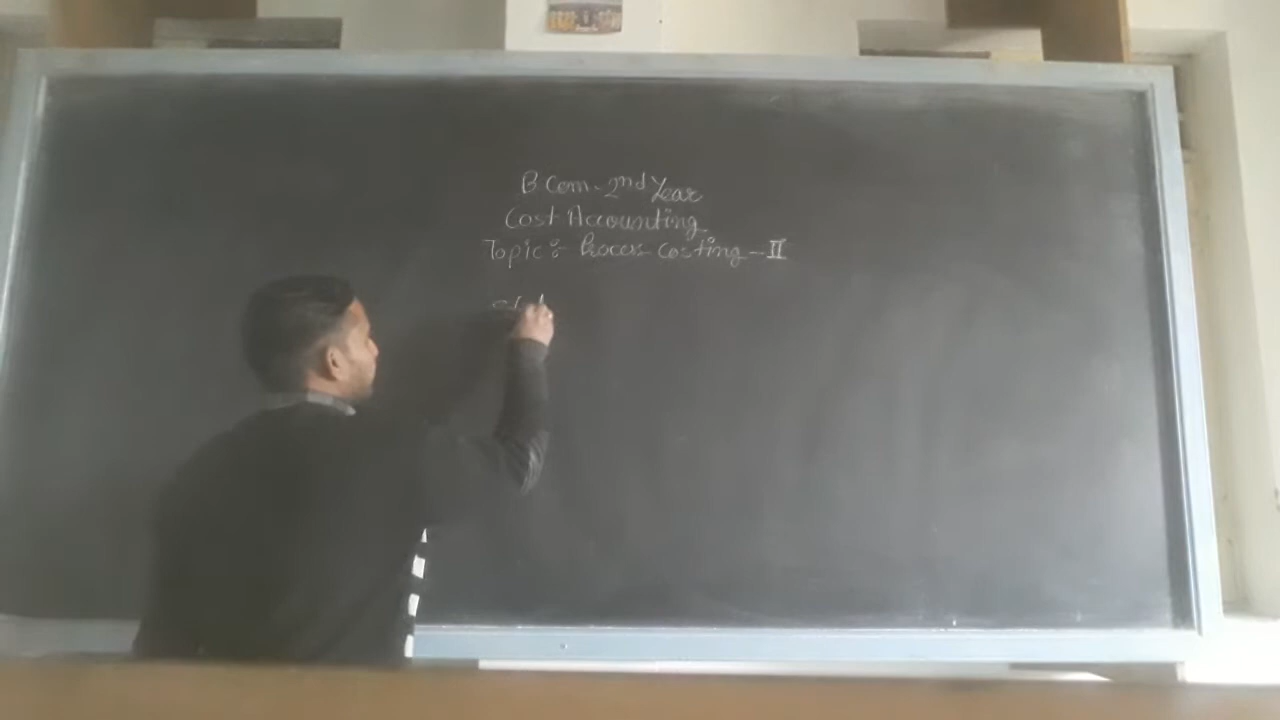 B Com. 2nd Year
Cost Accounting
Topic : Process Costing - II